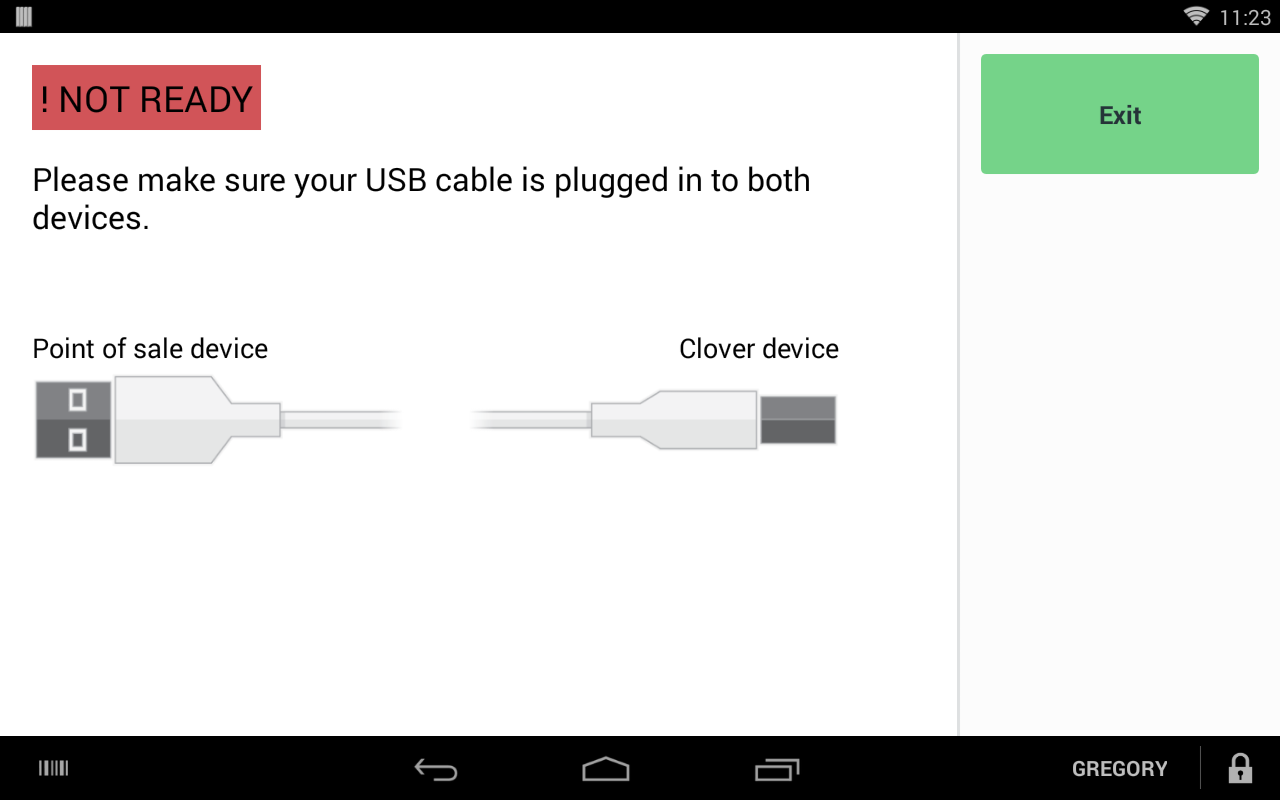 11:23
! NOT READY
Exit
Please make sure your USB cable is plugged in to both
devices.
Point of sale device
Clover device
GREGORY